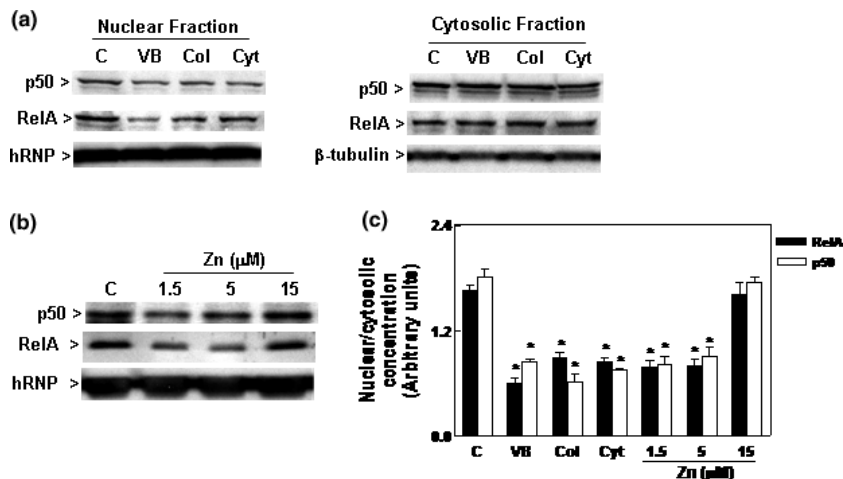 (a)
Nuclear Fraction
C VB Col Cyt
p50 >
RelA >
hRNP >
Cytosolic Fraction
C VB Col Cyt
p50 >
RelA >
β-tubulin >
(b)
Zn (μM)
C 1.5 5 15
p50 >
RelA >
hRNP >
(c)
Nuclear/cytosolic
concentration
(Arbitrary units)
2.4
1.2
0.0
RelA
p50
* * * * * * * * * *
C VB Col Cyt 1.5 5 15
Zn (μM)